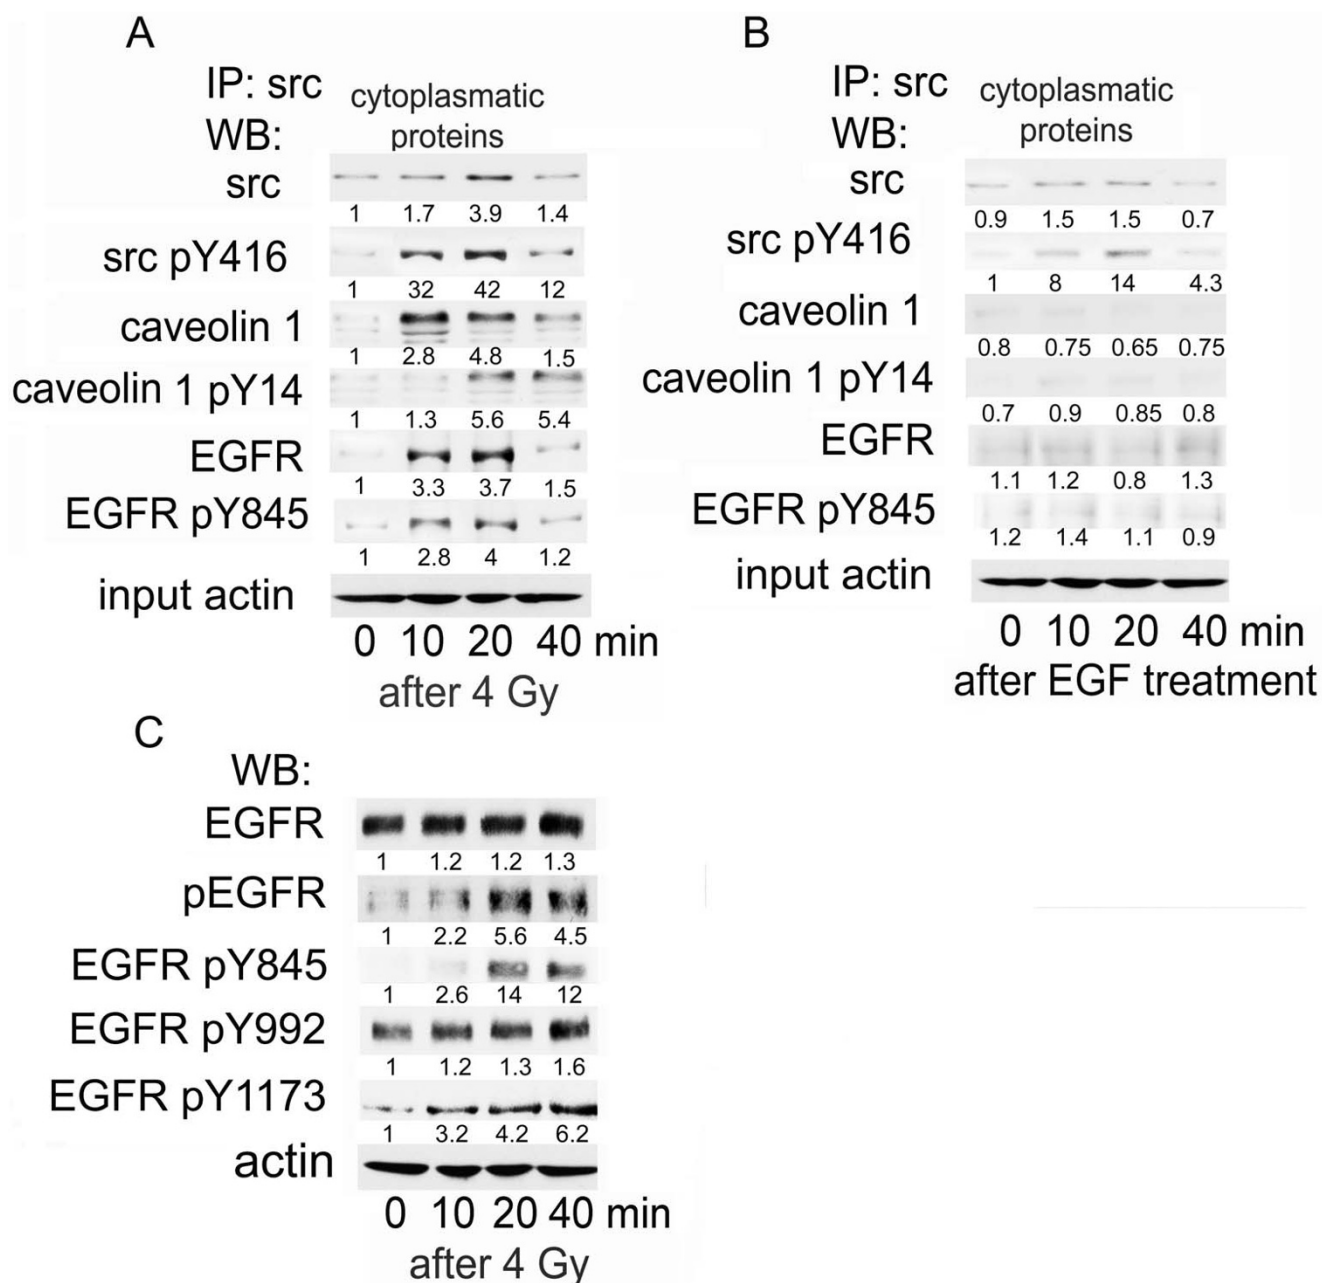 A
IP: src
cytoplasmatic
proteins
WB:
src
1 1.7 3.9 1.4
src pY416
1 32 42 12
caveolin 1
1 2.8 4.8 1.5
caveolin 1 pY14
1 1.3 5.6 5.4
EGFR
1 3.3 3.7 1.5
EGFR pY845
1 2.8 4 1.2
input actin
0 10 20 40 min
after 4 Gy
B
IP: src
cytoplasmatic
proteins
WB:
src
0.9 1.5 1.5 0.7
src pY416
1 8 14 4.3
caveolin 1
0.8 0.75 0.65 0.75
caveolin 1 pY14
0.7 0.9 0.85 0.8
EGFR
1.1 1.2 0.8 1.3
EGFR pY845
1.2 1.4 1.1 0.9
input actin
0 10 20 40 min
after EGF treatment
C
WB:
EGFR
1 1.2 1.2 1.3
pEGFR
1 2.2 5.6 4.5
EGFR pY845
1 2.6 14 12
EGFR pY992
1 1.2 1.3 1.6
EGFR pY1173
1 3.2 4.2 6.2
actin
0 10 20 40 min
after 4 Gy